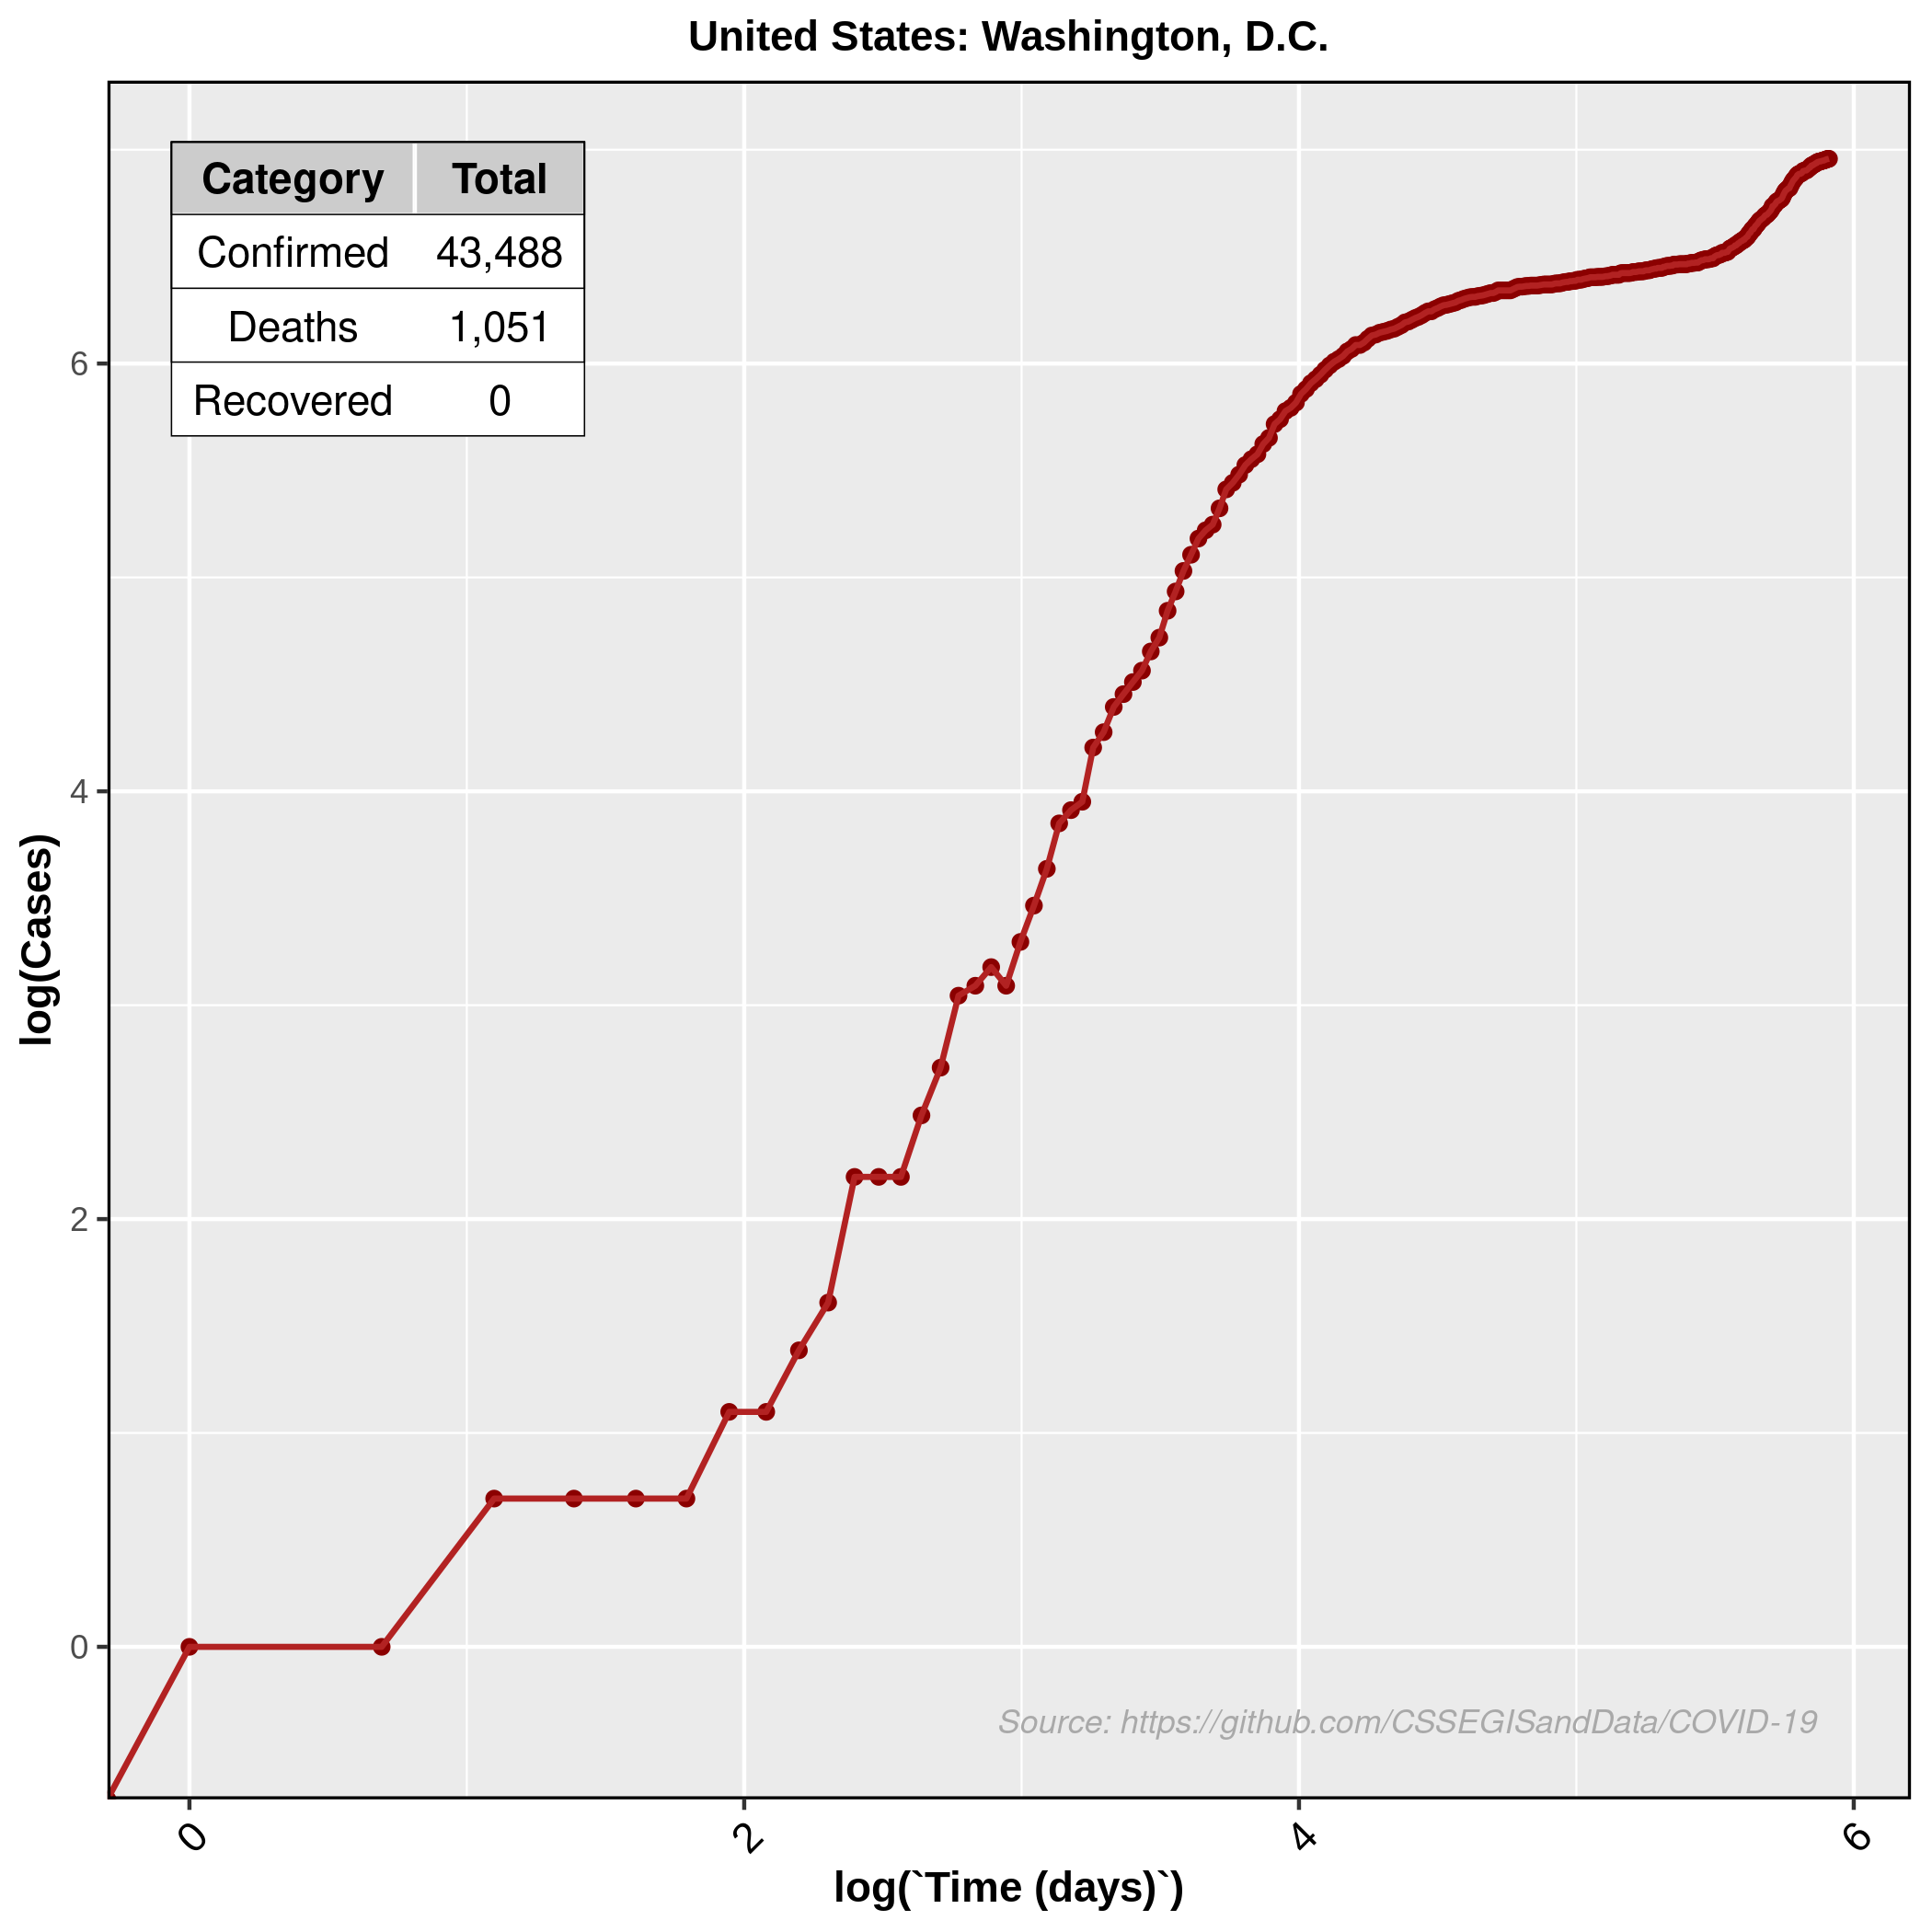 United States: Washington, D.C.
Category Total
Confirmed 43,488
Deaths 1,051
Recovered 0
6
4
2
0
log(Cases)
Source: https://github.com/CSSEGISandData/COVID-19
0 2 4 6
log(`Time (days)`)